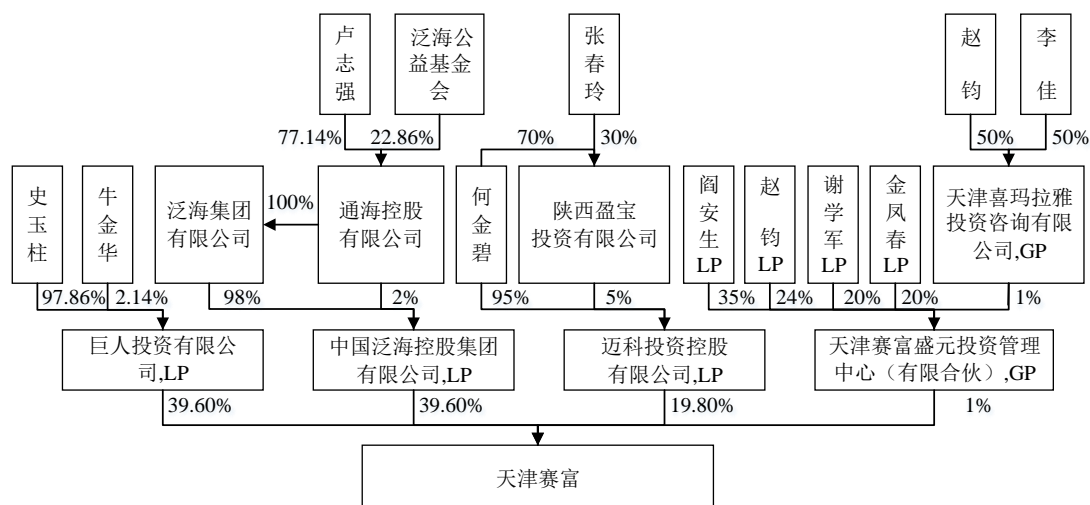 卢志强
泛海公益基金会
张春玲
赵钧
李佳
77.14%
22.86%
70%
30%
50%
50%
史玉柱
牛金华
泛海集团
有限公司
100%
通海控股
有限公司
何金碧
陕西盈宝
投资有限公司
阎安生LP
赵钧LP
谢学军LP
金凤春LP
天津喜玛拉雅
投资咨询有限
公司,GP
97.86%
2.14%
98%
2%
95%
5%
35%
24%
20%
20%
1%
巨人投资有限公
司,LP
中国泛海控股集团
有限公司,LP
迈科投资控股
有限公司,LP
天津赛富盛元投资管理
中心（有限合伙）,GP
39.60%
39.60%
19.80%
1%
天津赛富